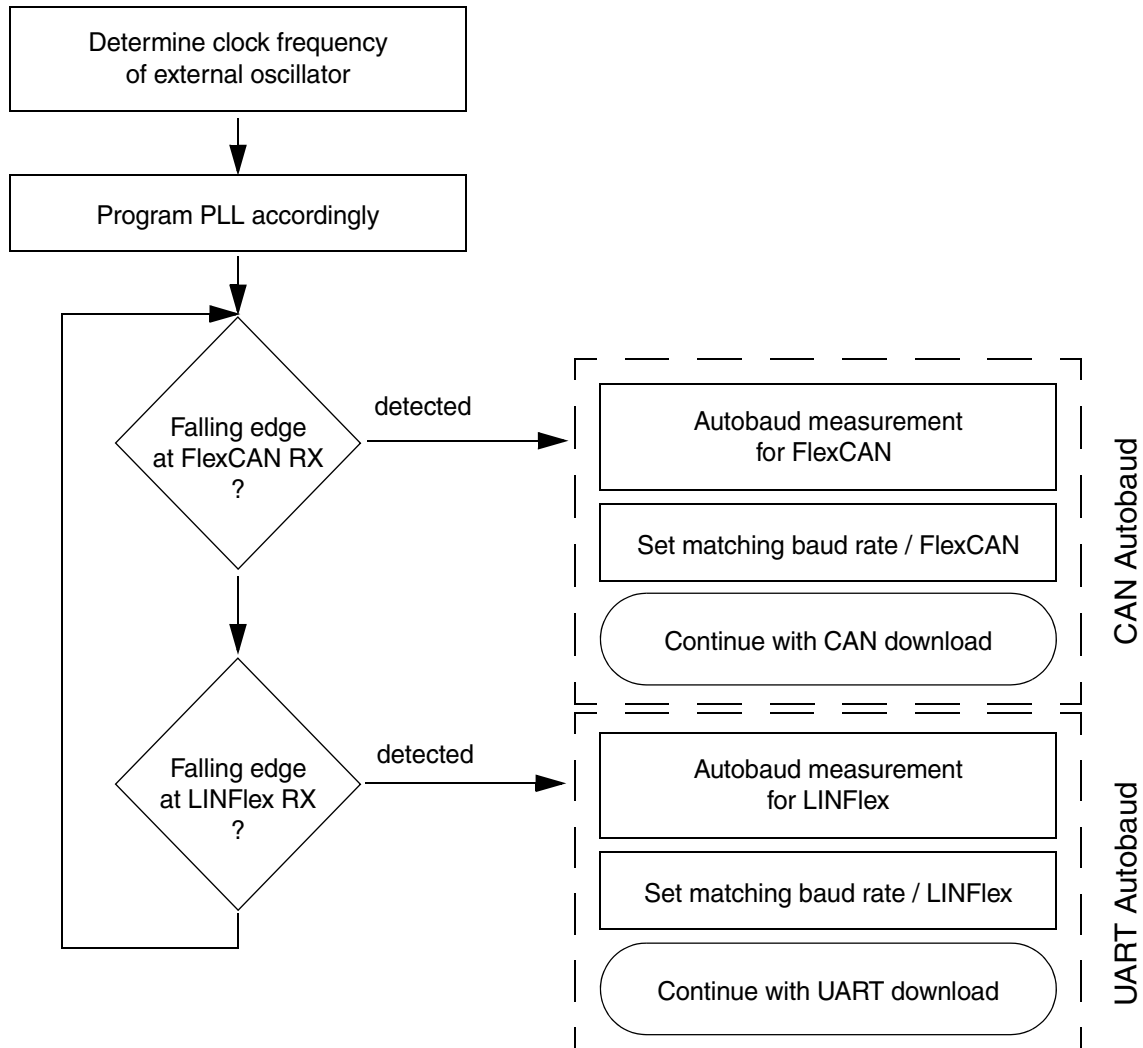 Determine clock frequency
of external oscillator
Program PLL accordingly
Falling edge
at FlexCAN RX
?
detected
Autobaud measurement
for FlexCAN
Set matching baud rate / FlexCAN
Continue with CAN download
CAN Autobaud
Falling edge
at LINFlex RX
?
detected
Autobaud measurement
for LINFlex
Set matching baud rate / LINFlex
Continue with UART download
UART Autobaud